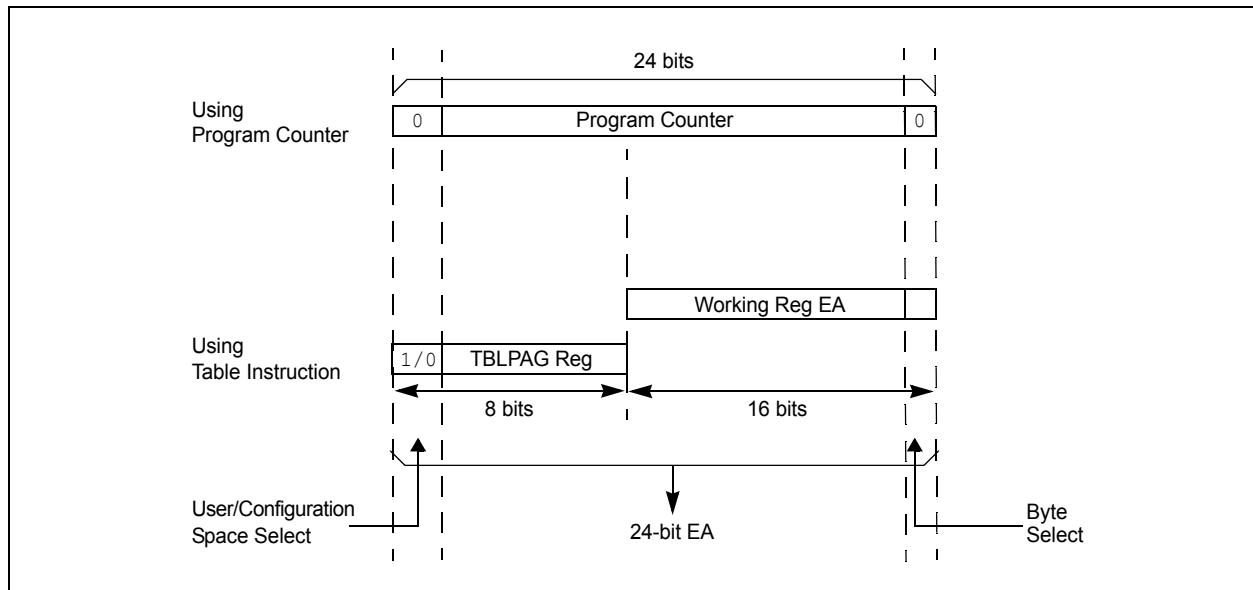 24 bits
Using
Program Counter
0
Program Counter
0
Working Reg EA
Using
Table Instruction
1/0
TBLPAG Reg
8 bits
16 bits
User/Configuration
Space Select
24-bit EA
Byte
Select